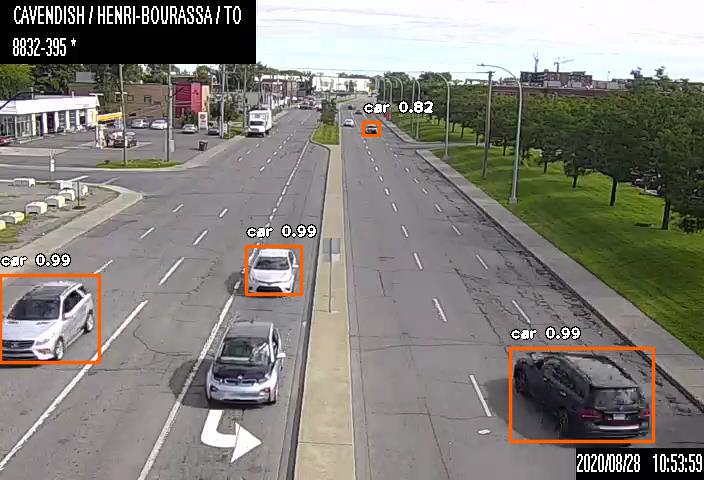 CAVENDISH / HENRI-BOURASSA / TO
8832-395 *
car 0.82
car 0.99
car 0.99
car 0.99
2020/08/28 10:53:59